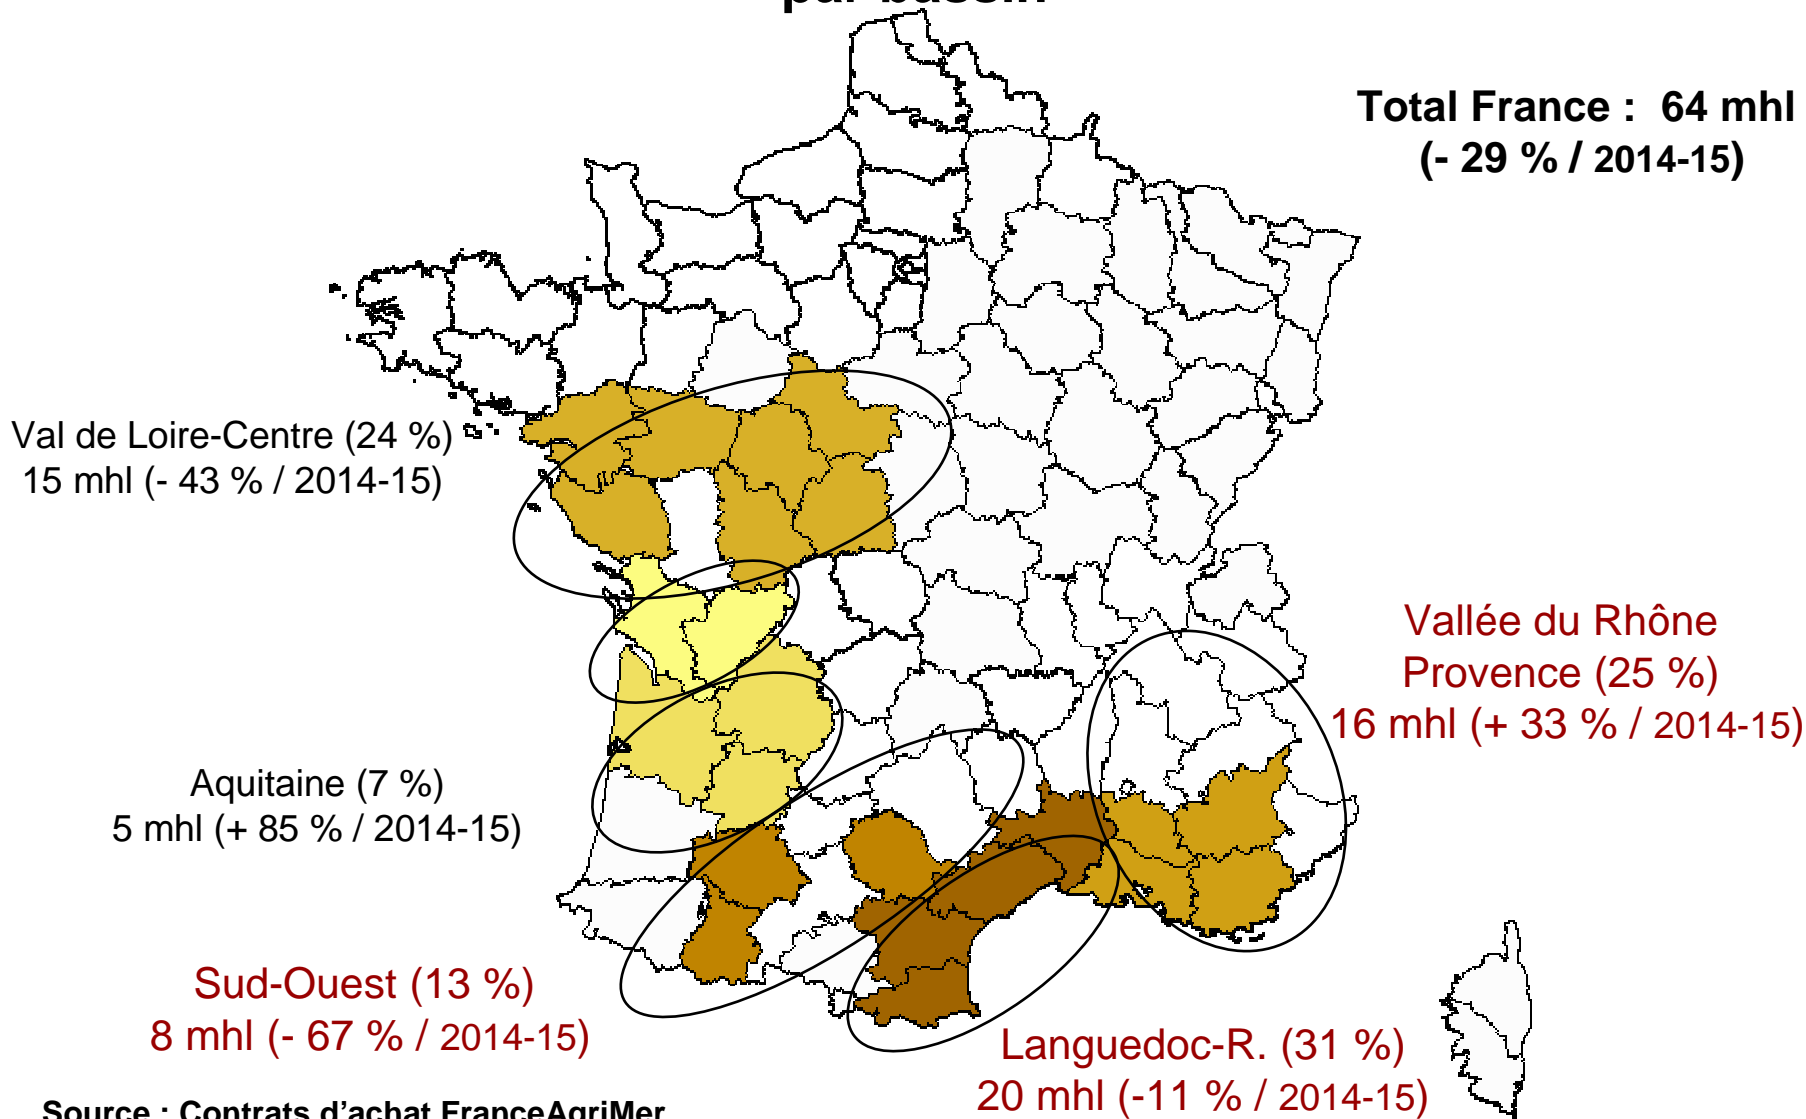 par bassin
Total France : 64 mhl
(- 29 % / 2014-15)
Val de Loire-Centre (24 %)
15 mhl (- 43 % / 2014-15)
Vallée du Rhône
Provence (25 %)
16 mhl (+ 33 % / 2014-15)
Aquitaine (7 %)
5 mhl (+ 85 % / 2014-15)
Sud-Ouest (13 %)
8 mhl (- 67 % / 2014-15)
Languedoc-R. (31 %)
20 mhl (-11 % / 2014-15)
Source : Contrats d'achat FranceAgriMer